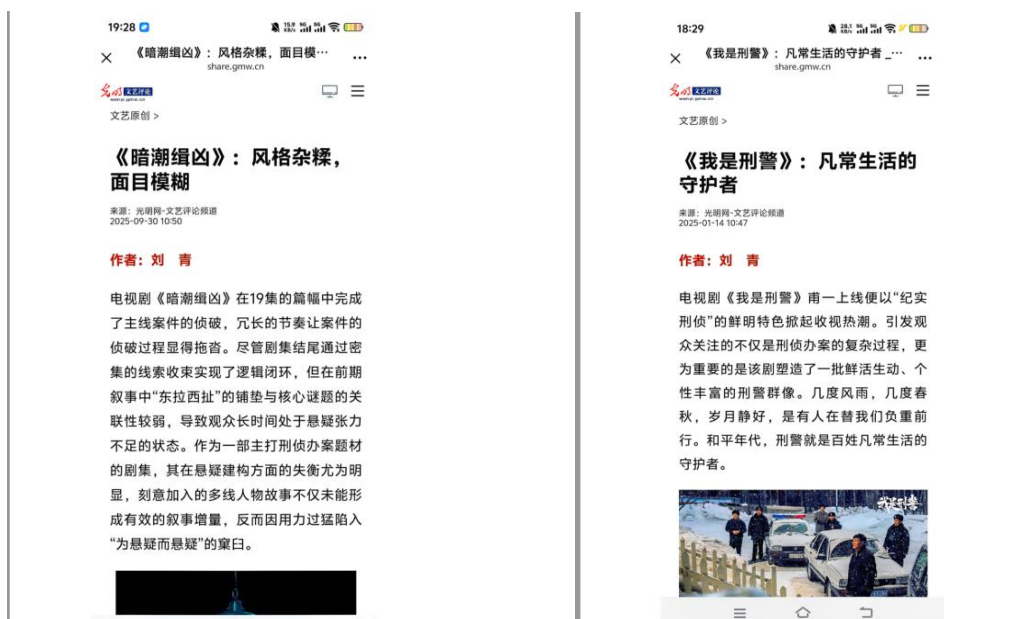 19:28
《暗潮缉凶》：风格杂糅，面目模…
share.gmw.cn
光明 文艺评论
文艺原创 >
《暗潮缉凶》：风格杂糅，
面目模糊
来源：光明网-文艺评论频道
2025-09-30 10:50
作者：刘 青
电视剧《暗潮缉凶》在19集的篇幅中完成
了主线案件的侦破，冗长的节奏让案件的
侦破过程显得拖沓。尽管剧集结尾通过密
集的线索收束实现了逻辑闭环，但在前期
叙事中“东拉西扯”的铺垫与核心谜题的关
联性较弱，导致观众长时间处于悬疑张力
不足的状态。作为一部主打刑侦办案题材
的剧集，其在悬疑建构方面的失衡尤为明
显，刻意加入的多线人物故事不仅未能形
成有效的叙事增量，反而因用力过猛陷入
“为悬疑而悬疑”的窠臼。
18:29
《我是刑警》：凡常生活的守护者 _…
share.gmw.cn
光明 文艺评论
文艺原创 >
《我是刑警》：凡常生活的
守护者
来源：光明网-文艺评论频道
2025-01-14 10:47
作者：刘 青
电视剧《我是刑警》甫一上线便以“纪实
刑侦”的鲜明特色掀起收视热潮。引发观
众关注的不仅是刑侦办案的复杂过程，更
为重要的是该剧塑造了一批鲜活生动、个
性丰富的刑警群像。几度风雨，几度春
秋，岁月静好，是有人在替我们负重前
行。和平年代，刑警就是百姓凡常生活的
守护者。
我是刑警